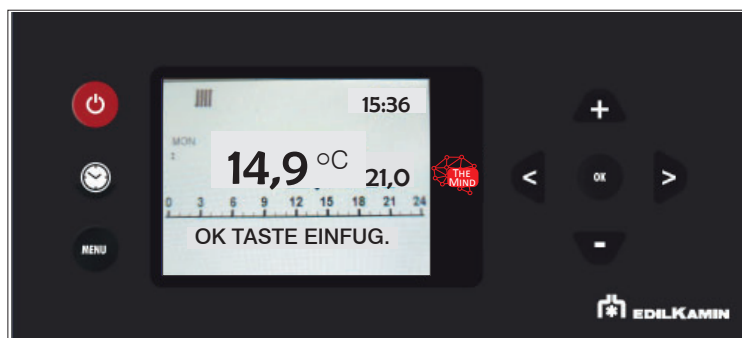 15:36
MON
14,9 °C
21,0
THE
MIND
0 3 6 9 12 15 18 21 24
OK TASTE EINFUG.
MENU
+
< OK >
-
EDILKAMIN